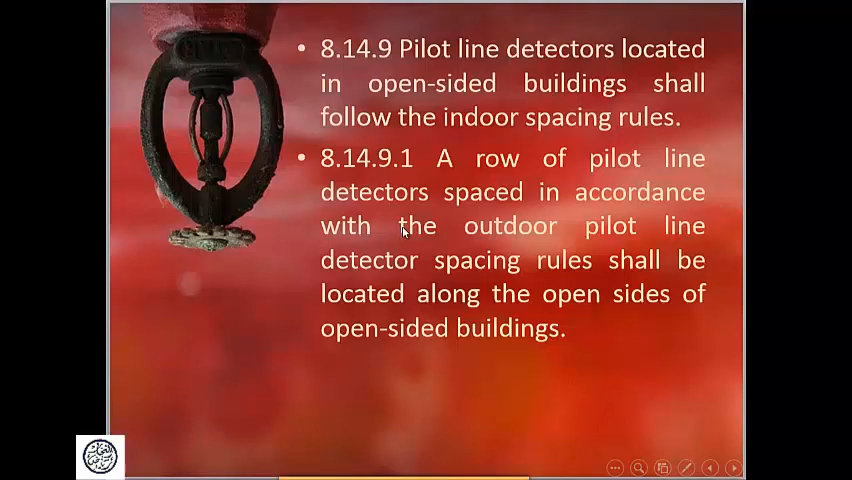 • 8.14.9 Pilot line detectors located
in open-sided buildings shall
follow the indoor spacing rules.
• 8.14.9.1 A row of pilot line
detectors spaced in accordance
with the outdoor pilot line
detector spacing rules shall be
located along the open sides of
open-sided buildings.